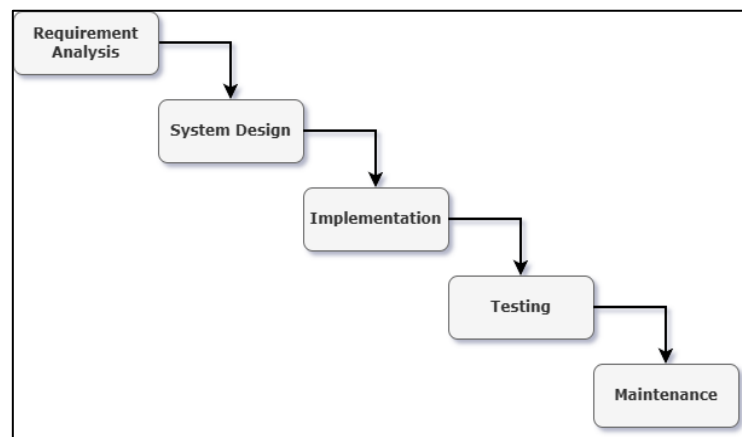 Requirement
Analysis
System Design
Implementation
Testing
Maintenance